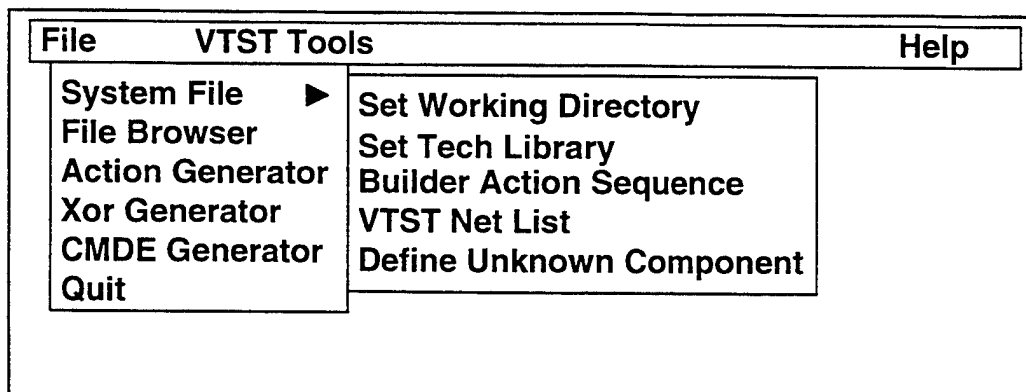 File VTST Tools Help
System File
File Browser
Action Generator
Xor Generator
CMDE Generator
Quit
Set Working Directory
Set Tech Library
Builder Action Sequence
VTST Net List
Define Unknown Component